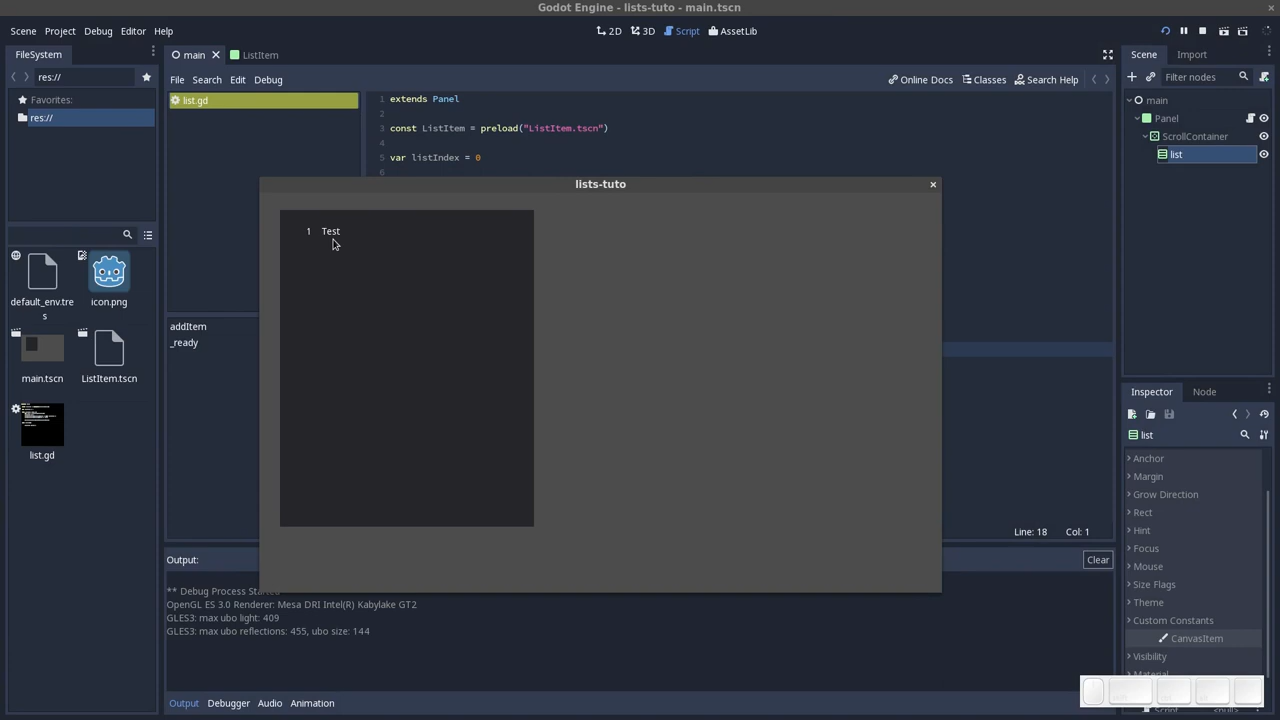 Godot Engine - lists-tuto - main.tscn
Scene Project Debug Editor Help
2D 3D Script AssetLib
FileSystem
main
ListItem
Scene Import
res://
File Search Edit Debug
Online Docs Classes Search Help
Filter nodes
Favorites:
res://
list.gd
1 extends Panel
2
3 const ListItem = preload("ListItem.tscn")
4
5 var listIndex = 0
6
main
Panel
ScrollContainer
list
lists-tuto
1 Test
default_env.tre
s
icon.png
main.tscn
ListItem.tscn
list.gd
addItem
_ready
Line: 18 Col: 1
Output:
Clear
** Debug Process Started
OpenGL ES 3.0 Renderer: Mesa DRI Intel(R) Kabylake GT2
GLES3: max ubo light: 409
GLES3: max ubo reflections: 455, ubo size: 144
Output Debugger Audio Animation
Inspector Node
list
Anchor
Margin
Grow Direction
Rect
Hint
Focus
Mouse
Size Flags
Theme
Custom Constants
CanvasItem
Visibility
Material